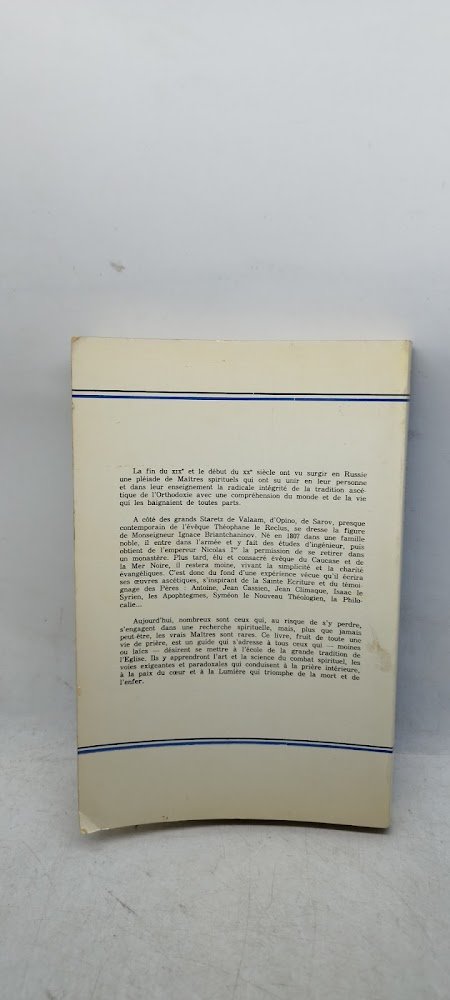 La fin du XIXe et le début du XXe siècle ont vu surgir en Russie
une pléiade de Maîtres spirituels qui ont su unir en leur personne
et dans leur enseignement la radicale intégrité de la tradition ascé-
tique de l'Orthodoxie avec une compréhension du monde et de la vie
qui les baignaient de toutes parts.
A côté des grands Staretz de Valaam, d'Opino, de Sarov, presque
contemporain de l'évêque Théophane le Reclus, se dresse la figure
de Monseigneur Ignace Briantchaninov. Né en 1807 dans une famille
noble, il entre dans l'armée et y fait des études d'ingénieur, puis
obtient de l'empereur Nicolas Ier la permission de se retirer dans
un monastère. Plus tard, élu et consacré évêque du Caucase et de
la Mer Noire, il restera moine, vivant la simplicité et la charité
évangéliques. C'est donc du fond d'une expérience vécue qu'il écrira
ses œuvres ascétiques, s'inspirant de la Sainte Ecriture et du témoi-
gnage des Pères : Antoine, Jean Cassien, Jean Climaque, Isaac le
Syrien, les Apophtegmes, Syméon le Nouveau Théologien, la Philo-
calie...
Aujourd'hui, nombreux sont ceux qui, au risque de s'y perdre,
s'engagent dans une recherche spirituelle, mais, plus que jamais
peut-être, les vrais Maîtres sont rares. Ce livre, fruit de toute une
vie de prière, est un guide qui s'adresse à tous ceux qui — moines
ou laïcs — désirent se mettre à l'école de la grande tradition de
l'Eglise. Ils y apprendront l'art et la science du combat spirituel, les
voies exigeantes et paradoxales qui conduisent à la prière intérieure,
à la paix du cœur et à la Lumière qui triomphe de la mort et de
l'enfer.